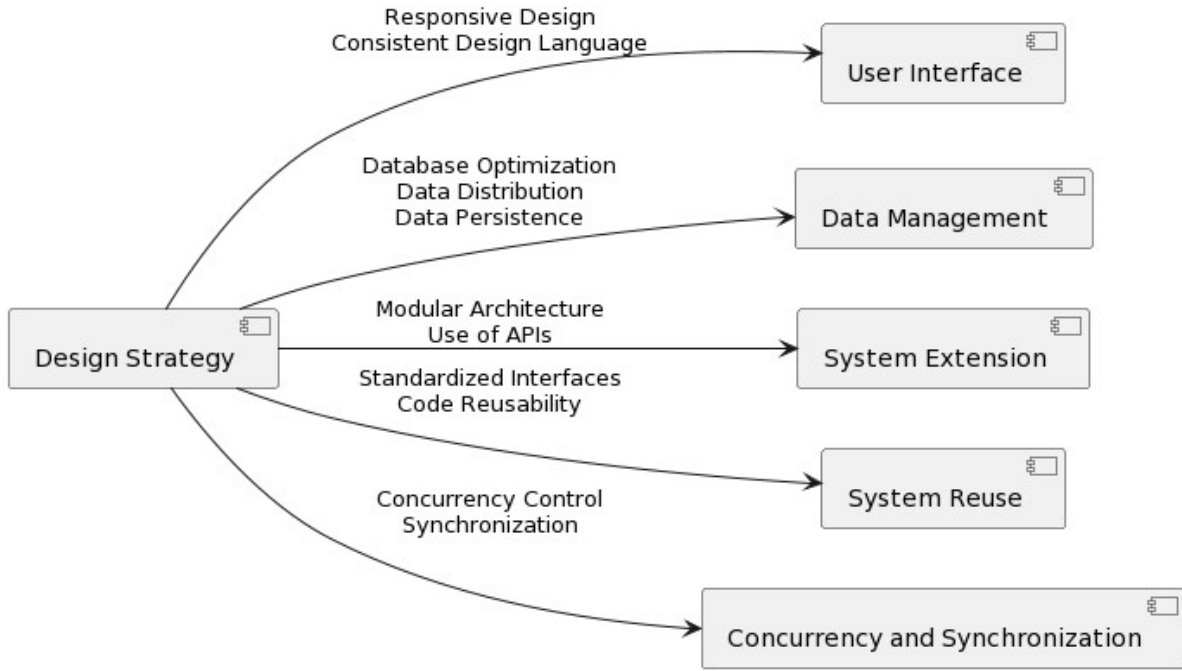 Responsive Design
Consistent Design Language
User Interface
Database Optimization
Data Distribution
Data Persistence
Data Management
Modular Architecture
Use of APIs
Design Strategy
System Extension
Standardized Interfaces
Code Reusability
System Reuse
Concurrency Control
Synchronization
Concurrency and Synchronization